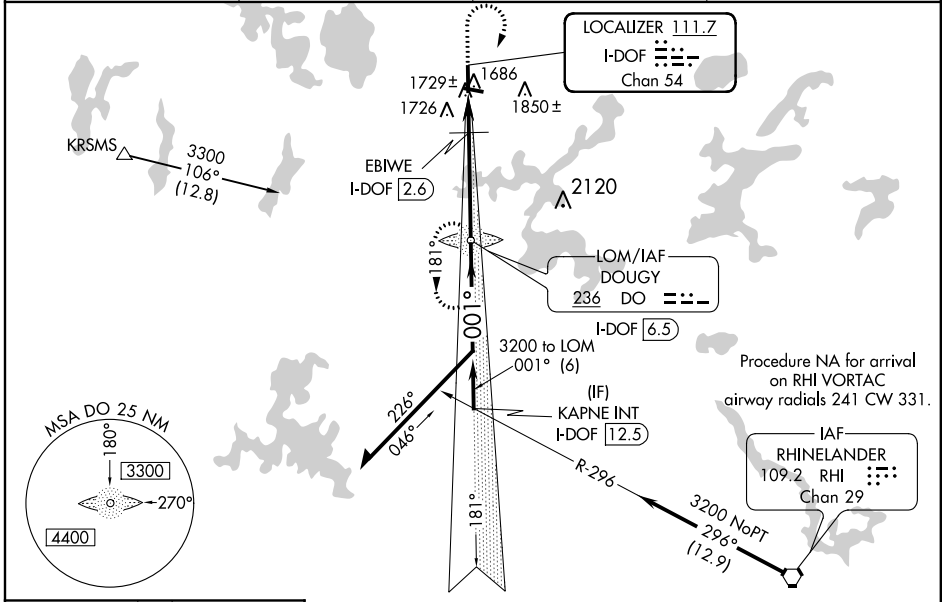 LOCALIZER 111.7
I-DOF
Chan 54
1729±
1686
1726
1850±
KRSMS
3300
106°
(12.8)
EBIWE
I-DOF 2.6
2120
181°
LOM/IAF
DOUGY
236 DO
I-DOF 6.5
001°
3200 to LOM
001° (6)
(IF)
KAPNE INT
I-DOF 12.5
226°
046°
Procedure NA for arrival
on RHI VORTAC
airway radials 241 CW 331.
IAF
RHINELANDER
109.2 RHI
Chan 29
R-296
3200 NoPT
296°
(12.9)
181°
MSA DO 25 NM
180°
3300
270°
4400